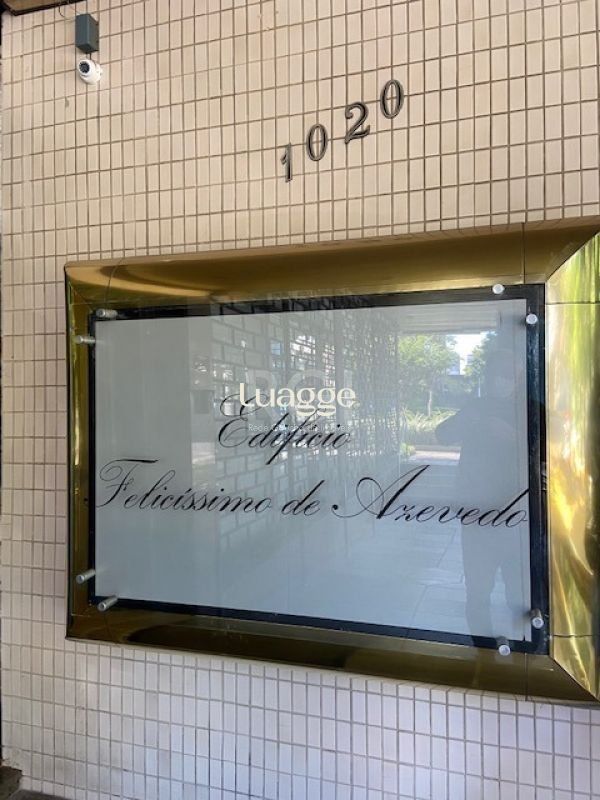 1020
Luagge
Edifício
Felicíssimo de Azevedo